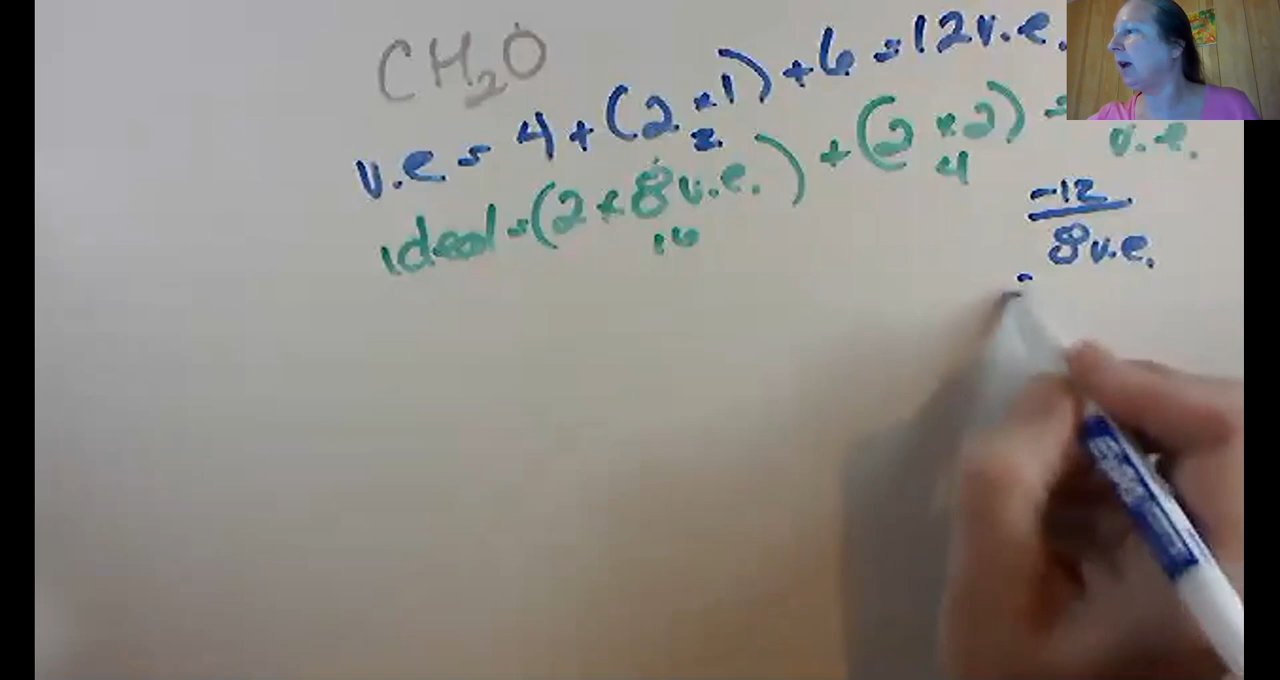 CH₂O
v.e = 4 + (2 × 1) + 6 = 12 v.e.
2
ideal = (2 × 8 v.e.) + (2 × 2) =
16 4
v.e.
-12
8 v.e.